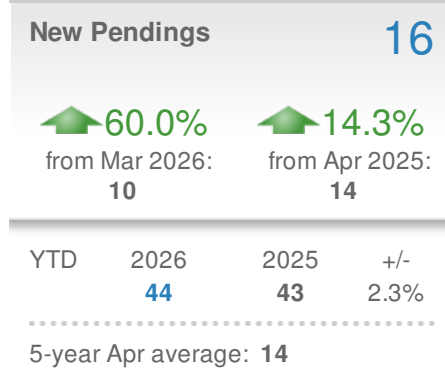 New Pendings 16
60.0% 14.3%
from Mar 2026: from Apr 2025:
10 14
YTD 2026 2025 +/-
44 43 2.3%
5-year Apr average: 14